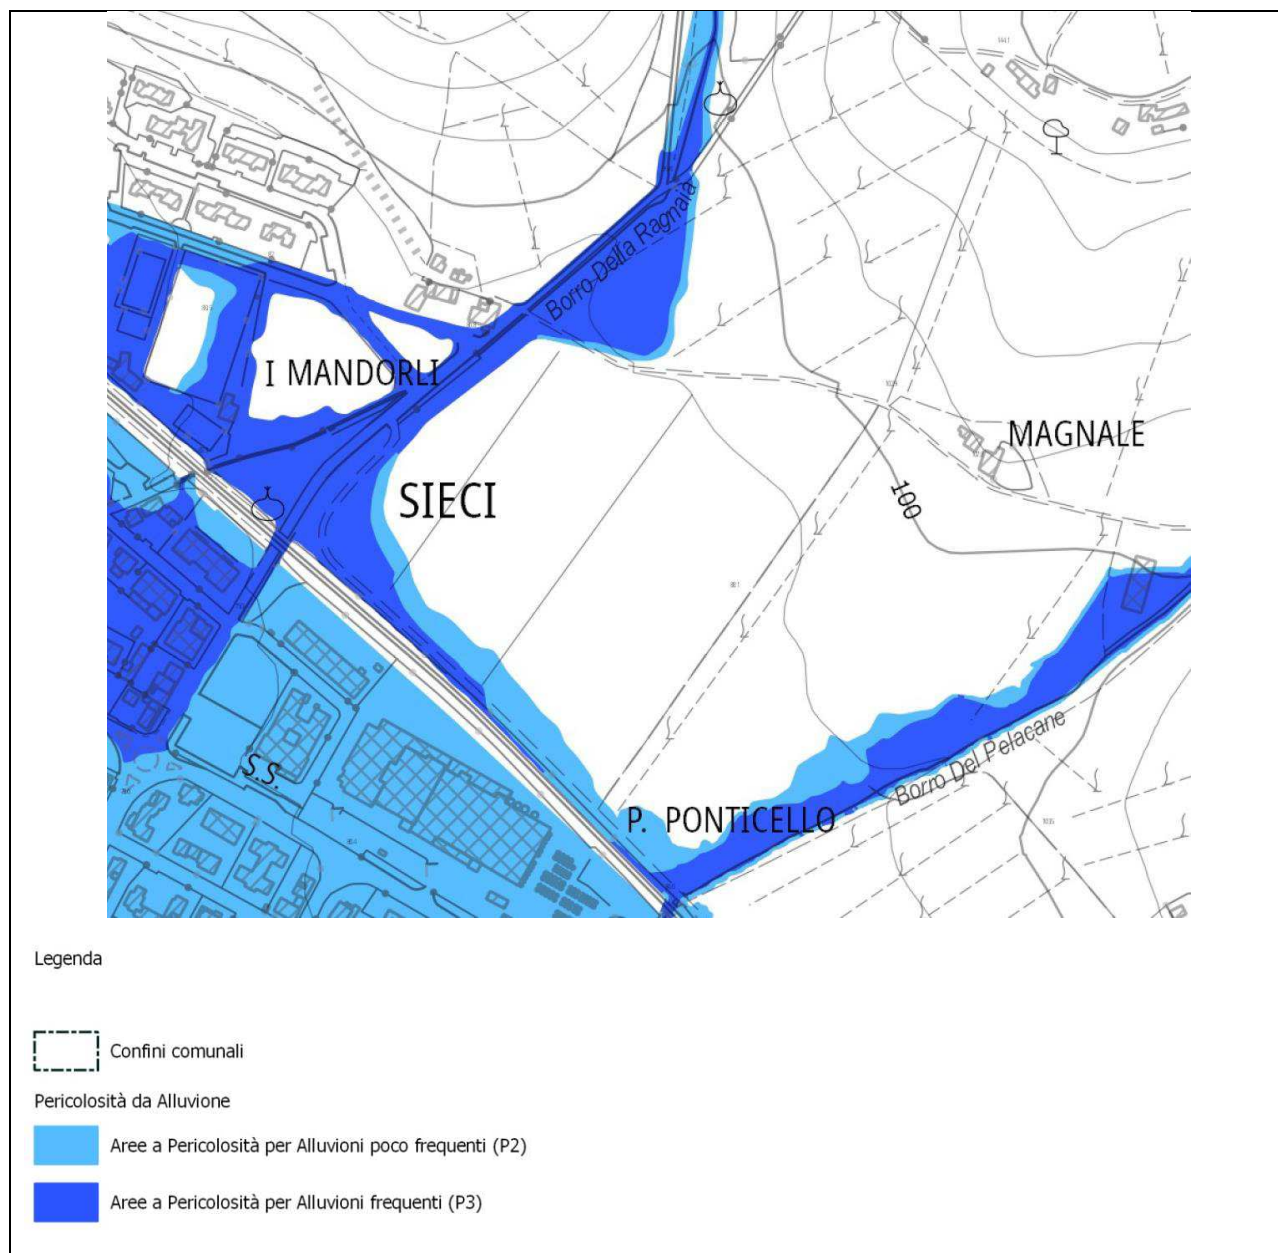 Borro Della Ragnaia
I MANDORLI
MAGNALE
SIECI
100
Borro Del Pelacane
S.S.
P. PONTICELLO
Legenda
Confini comunali
Pericolosità da Alluvione
Aree a Pericolosità per Alluvioni poco frequenti (P2)
Aree a Pericolosità per Alluvioni frequenti (P3)